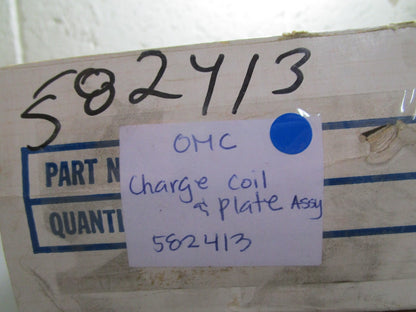 582413
PART N
QUANTI
OMC
Charge Coil
& Plate Assy
582413